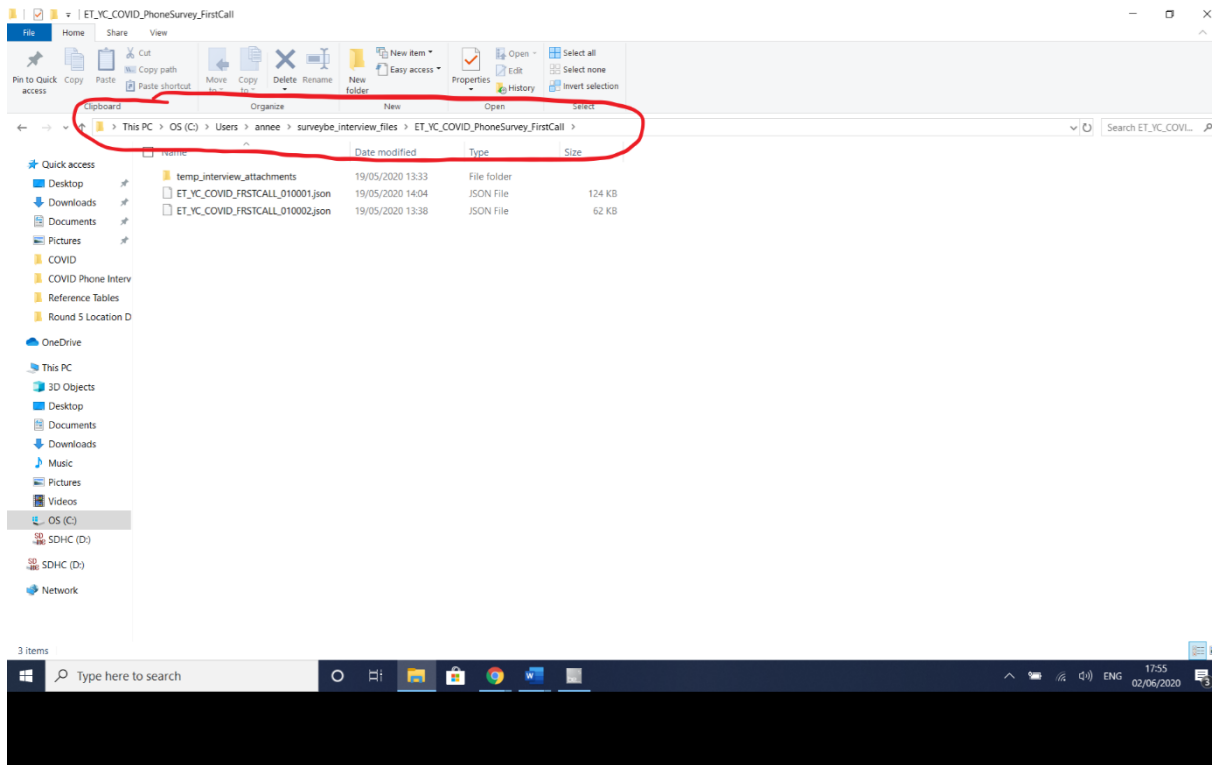 ET_YC_COVID_PhoneSurvey_FirstCall
File Home Share View
Pin to Quick access
Copy
Paste
Cut
Copy path
Paste shortcut
Move to
Copy to
Delete
Rename
New folder
New item
Easy access
Properties
Open
Edit
History
Select all
Select none
Invert selection
Clipboard Organize New Open Select
This PC > OS (C:) > Users > annee > surveybe_interview_files > ET_YC_COVID_PhoneSurvey_FirstCall >
Search ET_YC_COVI...
Name Date modified Type Size
temp_interview_attachments 19/05/2020 13:33 File folder
ET_YC_COVID_FRSTCALL_010001.json 19/05/2020 14:04 JSON File 124 KB
ET_YC_COVID_FRSTCALL_010002.json 19/05/2020 13:38 JSON File 62 KB
Quick access
Desktop
Downloads
Documents
Pictures
COVID
COVID Phone Interv
Reference Tables
Round 5 Location D
OneDrive
This PC
3D Objects
Desktop
Documents
Downloads
Music
Pictures
Videos
OS (C:)
SDHC (D:)
SDHC (D:)
Network
3 items
Type here to search
ENG
17:55
02/06/2020
3